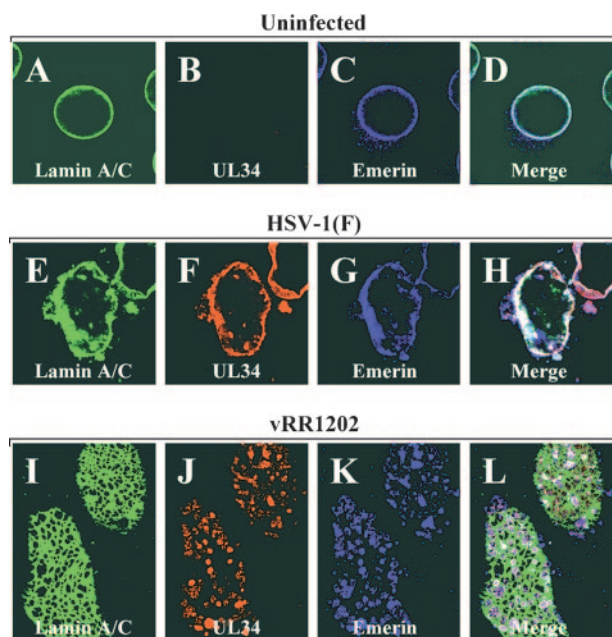 Uninfected
A B C D
Lamin A/C UL34 Emerin Merge
HSV-1(F)
E F G H
Lamin A/C UL34 Emerin Merge
vRR1202
I J K L
Lamin A/C UL34 Emerin Merge